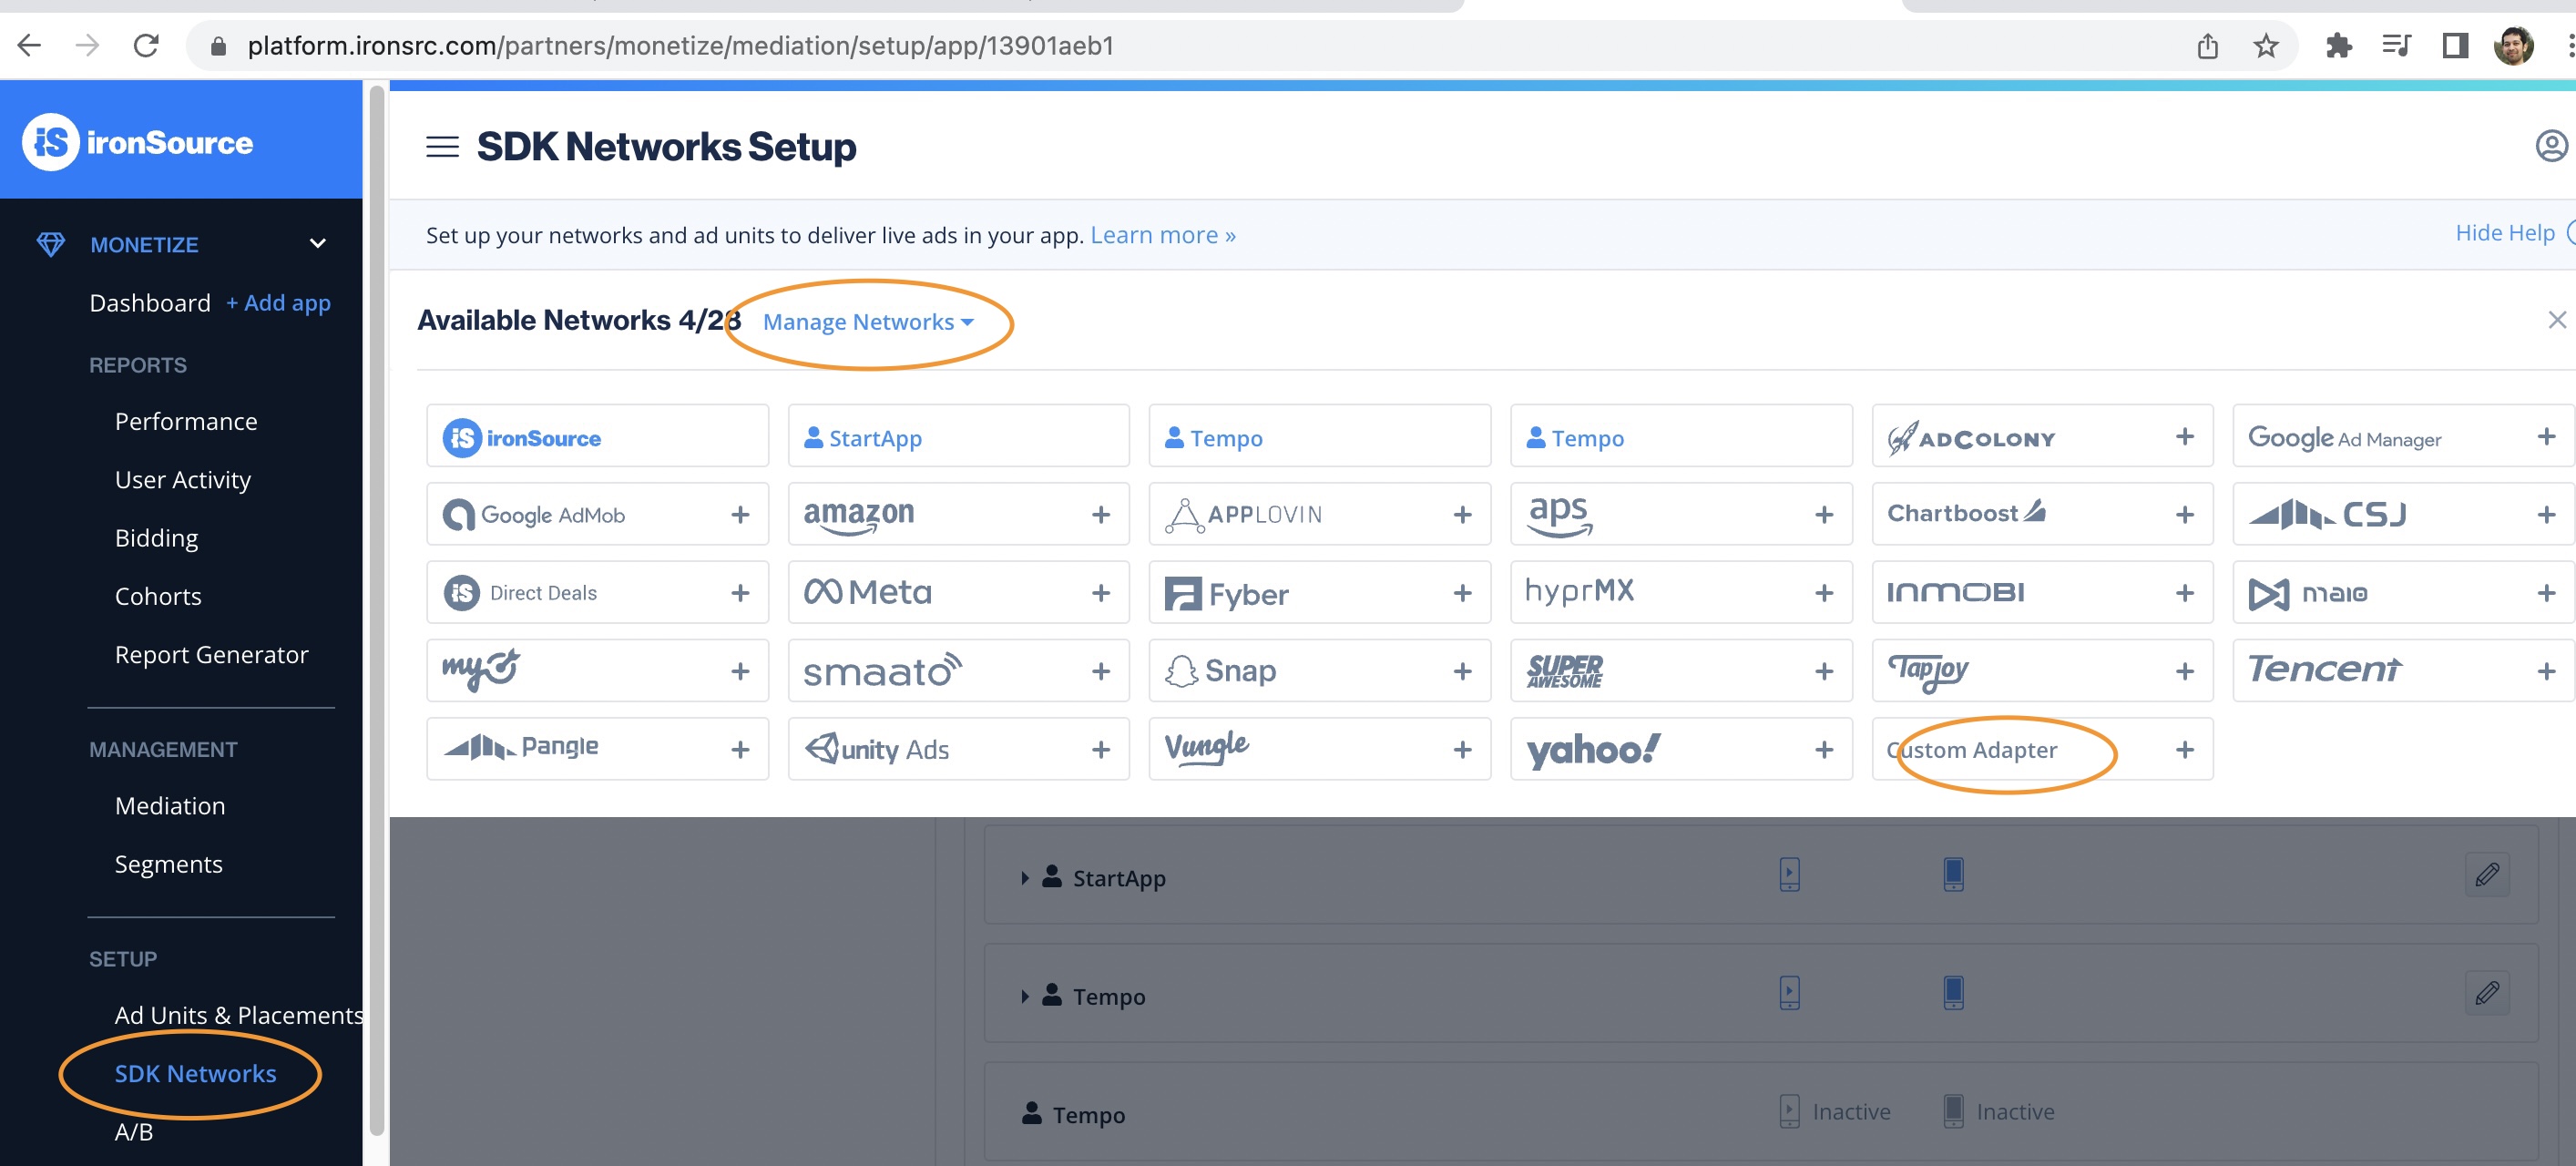 platform.ironsrc.com/partners/monetize/mediation/setup/app/13901aeb1
iS ironSource
MONETIZE
Dashboard + Add app
REPORTS
Performance
User Activity
Bidding
Cohorts
Report Generator
MANAGEMENT
Mediation
Segments
SETUP
Ad Units & Placements
SDK Networks
A/B
SDK Networks Setup
Set up your networks and ad units to deliver live ads in your app. Learn more »
Hide Help
Available Networks 4/28 Manage Networks
iS ironSource
StartApp
Tempo
Tempo
ADCOLONY +
Google Ad Manager +
Google AdMob +
amazon +
APPLOVIN +
aps +
Chartboost +
CSJ +
iS Direct Deals +
Meta +
Fyber +
hyprMX +
INMOBI +
maio +
my +
smaato +
Snap +
SUPER AWESOME +
Tapjoy +
Tencent +
Pangle +
unity Ads +
Vungle +
yahoo! +
Custom Adapter +
StartApp
Tempo
Tempo Inactive Inactive